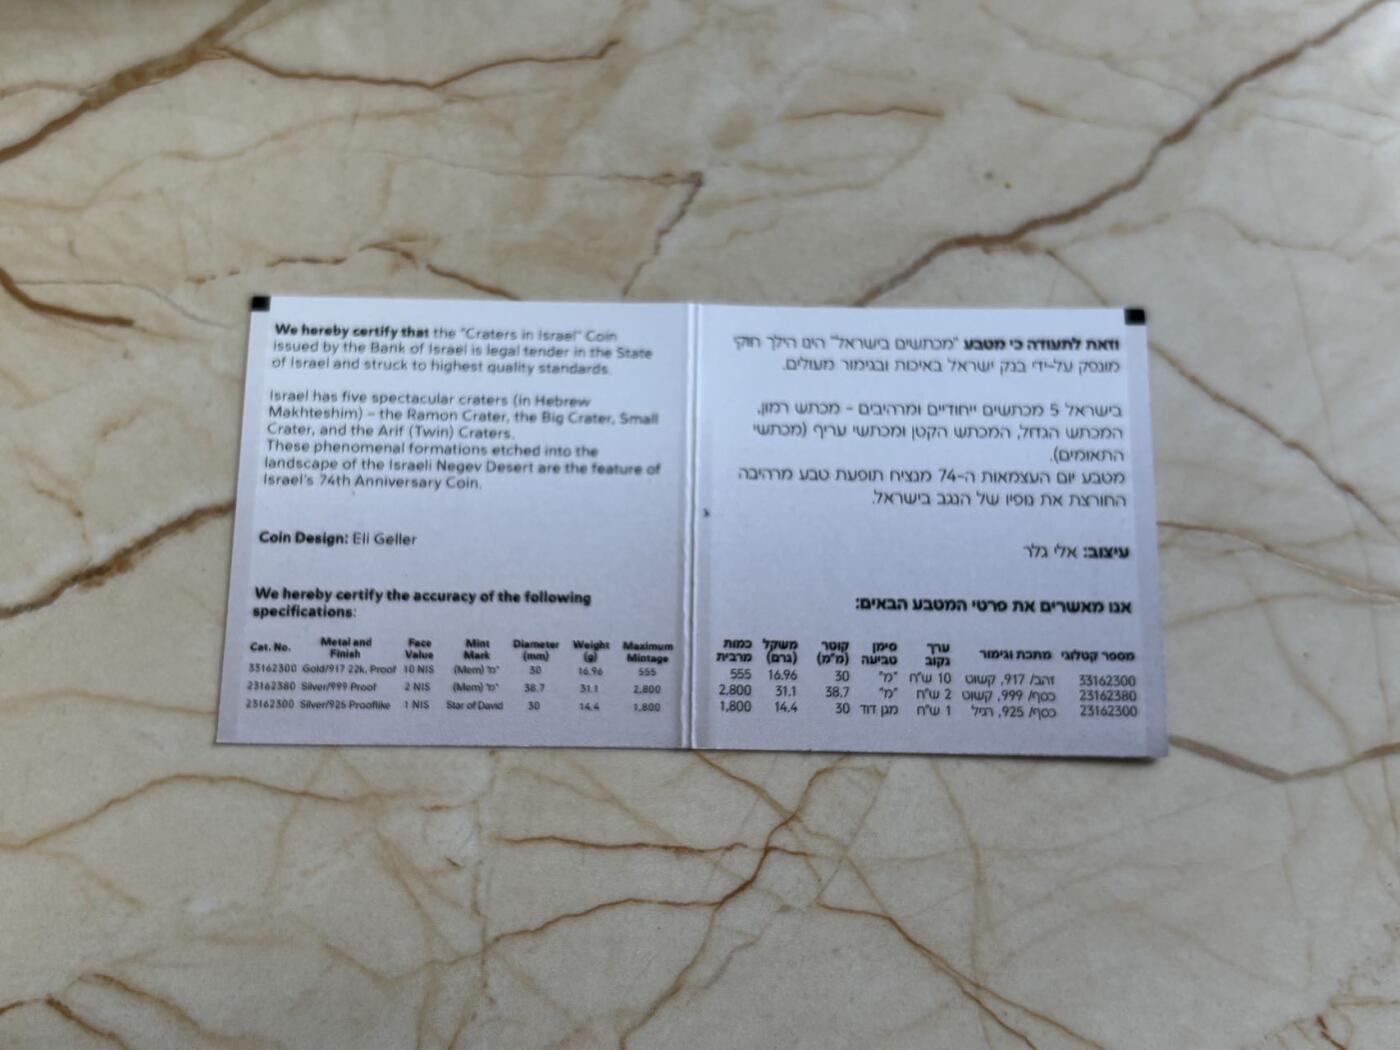 We hereby certify that the "Craters in Israel" Coin
issued by the Bank of Israel is legal tender in the State
of Israel and struck to highest quality standards.
Israel has five spectacular craters (in Hebrew
Makhteshim) – the Ramon Crater, the Big Crater, Small
Crater, and the Arif (Twin) Craters.
These phenomenal formations etched into the
landscape of the Israeli Negev Desert are the feature of
Israel's 74th Anniversary Coin.
Coin Design: Eli Geller
We hereby certify the accuracy of the following
specifications:
Cat. No. Metal and Finish Face Value Mint Mark Diameter (mm) Weight (g) Maximum Mintage
33162300 Gold/917 22k, Proof 10 NIS (Mem) "מ" 30 16.96 555
23162380 Silver/999 Proof 2 NIS (Mem) "מ" 38.7 31.1 2,800
23162300 Silver/925 Prooflike 1 NIS Star of David 30 14.4 1,800
וזאת לתעודה כי מטבע "מכתשים בישראל" הינו הילך חוקי
מונפק על-ידי בנק ישראל באיכות ובגימור מעולים.
בישראל 5 מכתשים ייחודיים ומרהיבים – מכתש רמון,
המכתש הגדול, המכתש הקטן ומכתשי עריף (מכתשי
התאומים).
מטבע יום העצמאות ה-74 מנציח תופעת טבע מרהיבה
החורצת את נופיו של הנגב בישראל.
עיצוב: אלי גלר
אנו מאשרים את פרטי המטבע הבאים:
מספר קטלוגי מתכת וגימור ערך נקוב סימן טביעה קוטר (מ"מ) משקל (גרם) כמות מרבית
33162300 זהב/ 917, קשוט 10 ש"ח "מ" 30 16.96 555
23162380 כסף/ 999, קשוט 2 ש"ח "מ" 38.7 31.1 2,800
23162300 כסף/ 925, רגיל 1 ש"ח מגן דוד 30 14.4 1,800